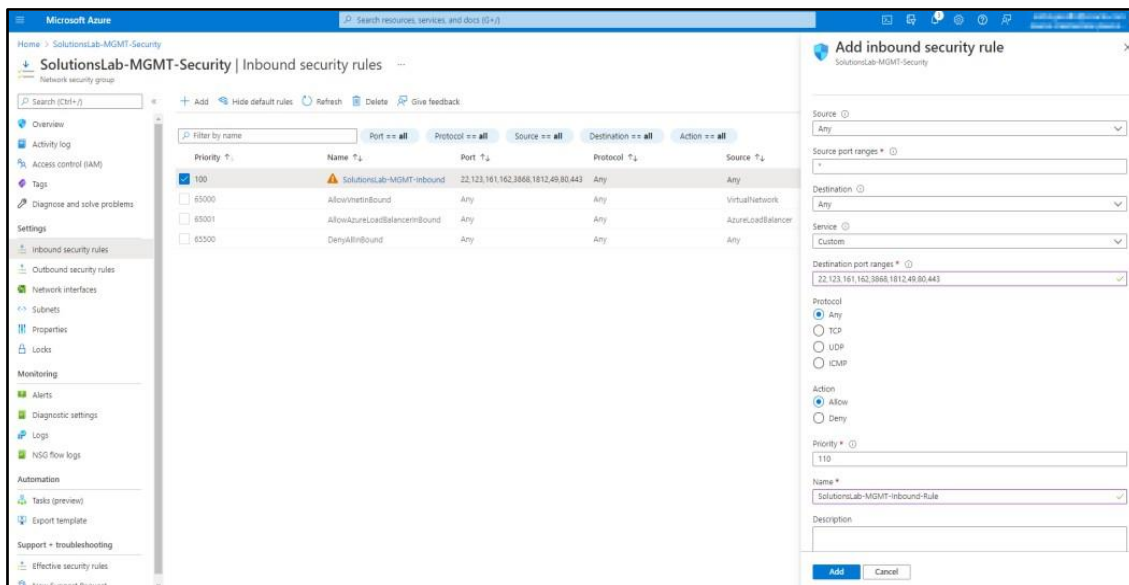 Microsoft Azure
Search resources, services, and docs (G+/)
Home > SolutionsLab-MGMT-Security
SolutionsLab-MGMT-Security | Inbound security rules ...
Network security group
Search (Ctrl+/)
Overview
Activity log
Access control (IAM)
Tags
Diagnose and solve problems
Settings
Inbound security rules
Outbound security rules
Network interfaces
Subnets
Properties
Locks
Monitoring
Alerts
Diagnostic settings
Logs
NSG flow logs
Automation
Tasks (preview)
Export template
Support + troubleshooting
Effective security rules
+ Add Hide default rules Refresh Delete Give feedback
Filter by name Port == all Protocol == all Source == all Destination == all Action == all
Priority ↑ Name ↑↓ Port ↑↓ Protocol ↑↓ Source ↑↓
100 SolutionsLab-MGMT-Inbound 22,123,161,162,3868,1812,49,80,443 Any Any
65000 AllowVnetInBound Any Any VirtualNetwork
65001 AllowAzureLoadBalancerInBound Any Any AzureLoadBalancer
65500 DenyAllInBound Any Any Any
Add inbound security rule
SolutionsLab-MGMT-Security
Source
Any
Source port ranges *
*
Destination
Any
Service
Custom
Destination port ranges *
22,123,161,162,3868,1812,49,80,443
Protocol
Any
TCP
UDP
ICMP
Action
Allow
Deny
Priority *
110
Name *
SolutionsLab-MGMT-Inbound-Rule
Description
Add Cancel